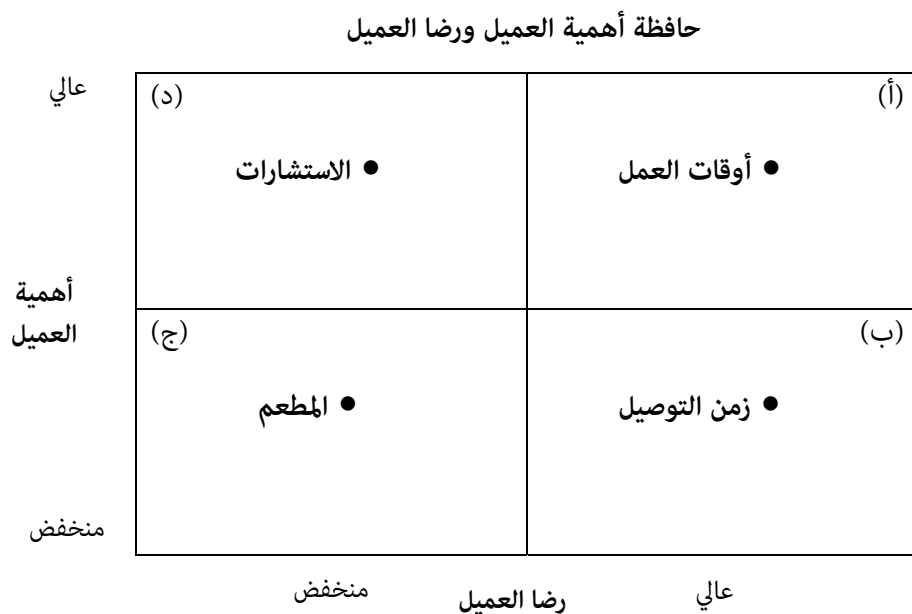 حافظة أهمية العميل ورضا العميل
عالي
(أ)
(د)
● أوقات العمل
● الاستشارات
أهمية
العميل
(ب)
(ج)
● زمن التوصيل
● المطعم
منخفض
عالي
منخفض
رضا العميل